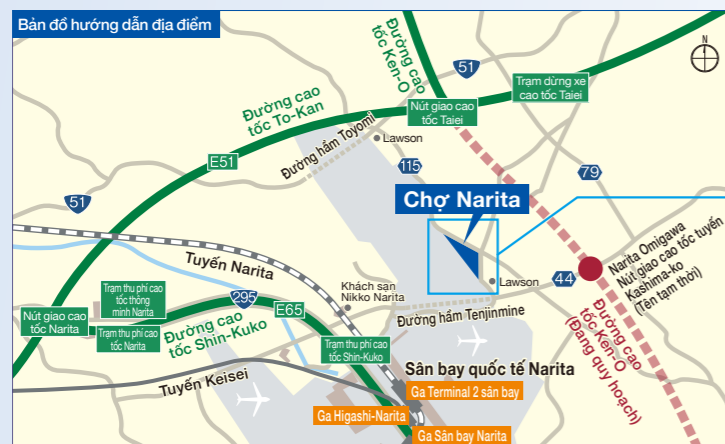 Bản đồ hướng dẫn địa điểm
Đường cao
tốc Ken-O
51
N
Trạm dừng xe
cao tốc Taiei
Đường cao
tốc To-Kan
Nút giao cao
tốc Taiei
Đường hầm Toyomi
Lawson
E51
115
79
51
Chợ Narita
Tuyến Narita
Narita Omigawa
Nút giao cao tốc tuyến
Kashima-ko
(Tên tạm thời)
Khách sạn
Nikko Narita
Lawson
44
Trạm thu phí cao
tốc thông
minh Narita
295
E65
Nút giao cao
tốc Narita
Trạm thu phí cao
tốc Narita
Đường cao
tốc Shin-Kuko
Đường hầm Tenjinmine
Đường cao
tốc Ken-O
(Đang quy hoạch)
Trạm thu phí cao
tốc Shin-Kuko
Tuyến Keisei
Sân bay quốc tế Narita
Ga Terminal 2 sân bay
Ga Higashi-Narita
Ga Sân bay Narita